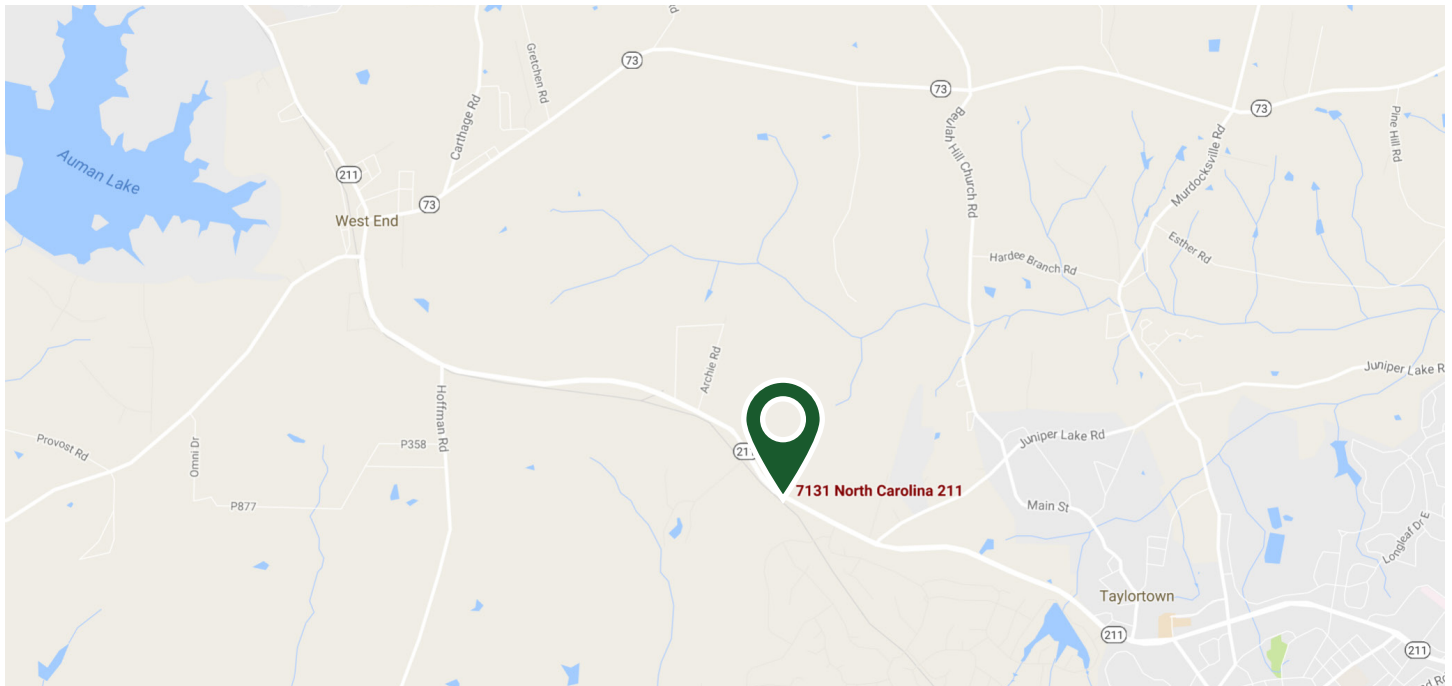 Rd
73
73
73
Gretchen Rd
Carthage Rd
Beulah Hill Church Rd
Murdocksville Rd
Pine Hill Rd
Auman Lake
211
73
West End
Esther Rd
Hardee Branch Rd
Archie Rd
Juniper Lake R
Hoffman Rd
Juniper Lake Rd
Provost Rd
Omni Dr
P358
211
7131 North Carolina 211
P877
Main St
Longleaf Dr E
Taylortown
211
211
Rd